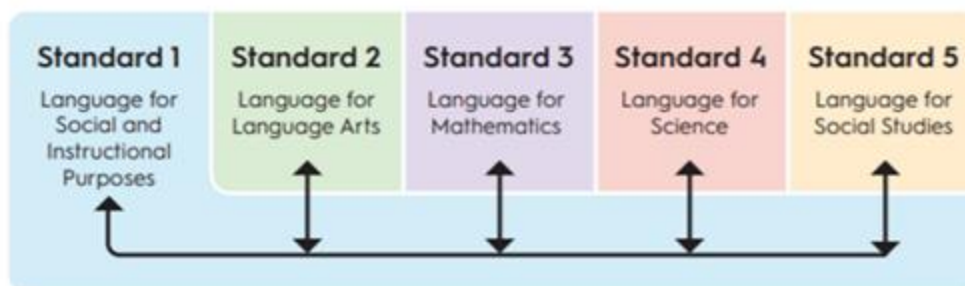 Standard 1
Language for
Social and
Instructional
Purposes
Standard 2
Language for
Language Arts
Standard 3
Language for
Mathematics
Standard 4
Language for
Science
Standard 5
Language for
Social Studies